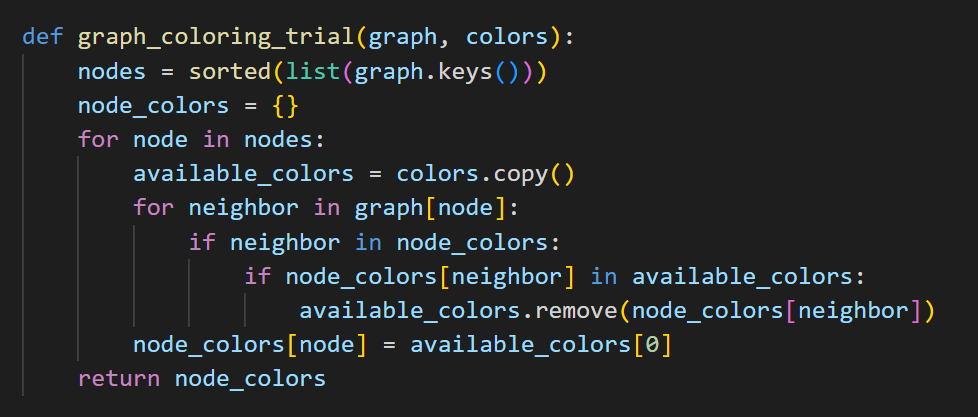 def graph_coloring_trial(graph, colors):
    nodes = sorted(list(graph.keys()))
    node_colors = {}
    for node in nodes:
        available_colors = colors.copy()
        for neighbor in graph[node]:
            if neighbor in node_colors:
                if node_colors[neighbor] in available_colors:
                    available_colors.remove(node_colors[neighbor])
        node_colors[node] = available_colors[0]
    return node_colors